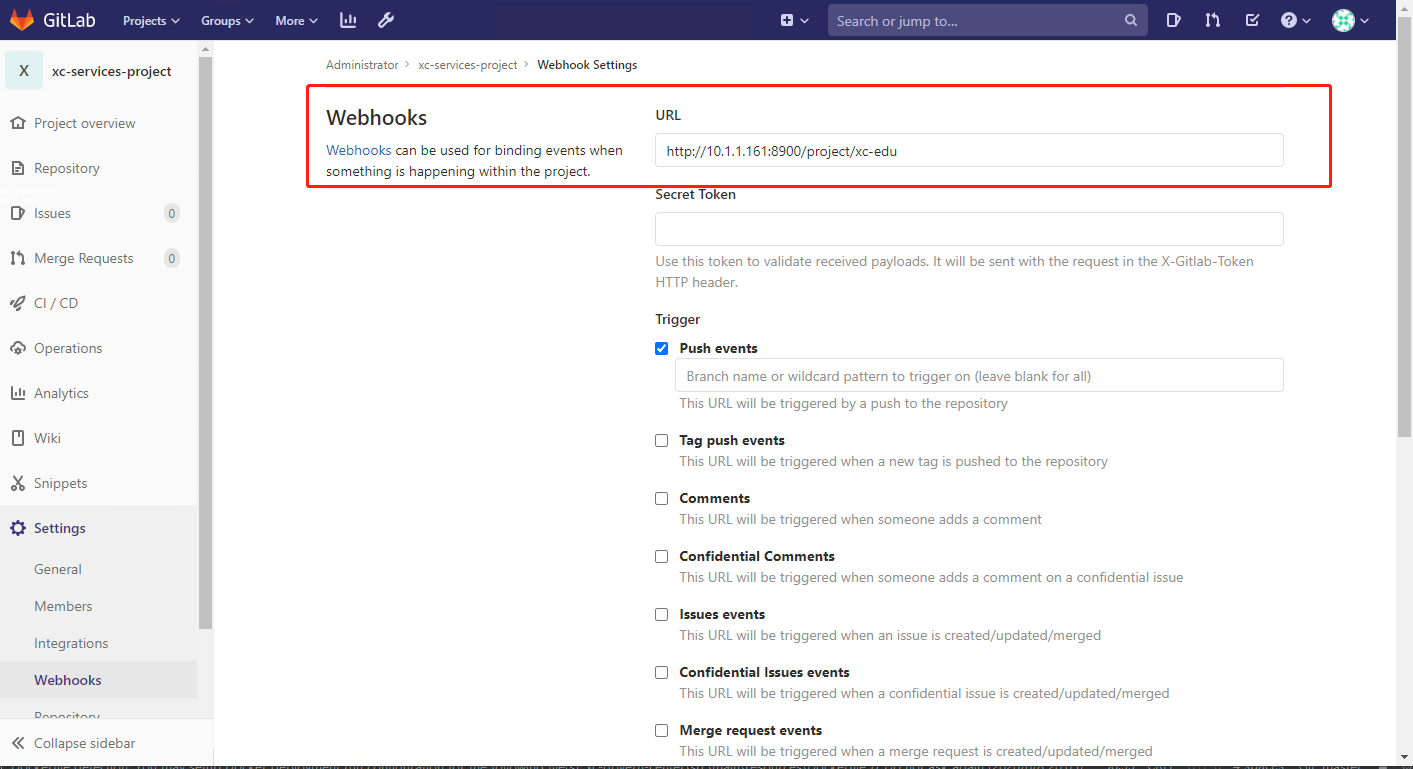 GitLab Projects Groups More Search or jump to...
X xc-services-project
Project overview
Repository
Issues 0
Merge Requests 0
CI / CD
Operations
Analytics
Wiki
Snippets
Settings
General
Members
Integrations
Webhooks
Repository
Collapse sidebar
Administrator > xc-services-project > Webhook Settings
Webhooks
Webhooks can be used for binding events when
something is happening within the project.
URL
http://10.1.1.161:8900/project/xc-edu
Secret Token
Use this token to validate received payloads. It will be sent with the request in the X-Gitlab-Token
HTTP header.
Trigger
Push events
Branch name or wildcard pattern to trigger on (leave blank for all)
This URL will be triggered by a push to the repository
Tag push events
This URL will be triggered when a new tag is pushed to the repository
Comments
This URL will be triggered when someone adds a comment
Confidential Comments
This URL will be triggered when someone adds a comment on a confidential issue
Issues events
This URL will be triggered when an issue is created/updated/merged
Confidential Issues events
This URL will be triggered when a confidential issue is created/updated/merged
Merge request events
This URL will be triggered when a merge request is created/updated/merged